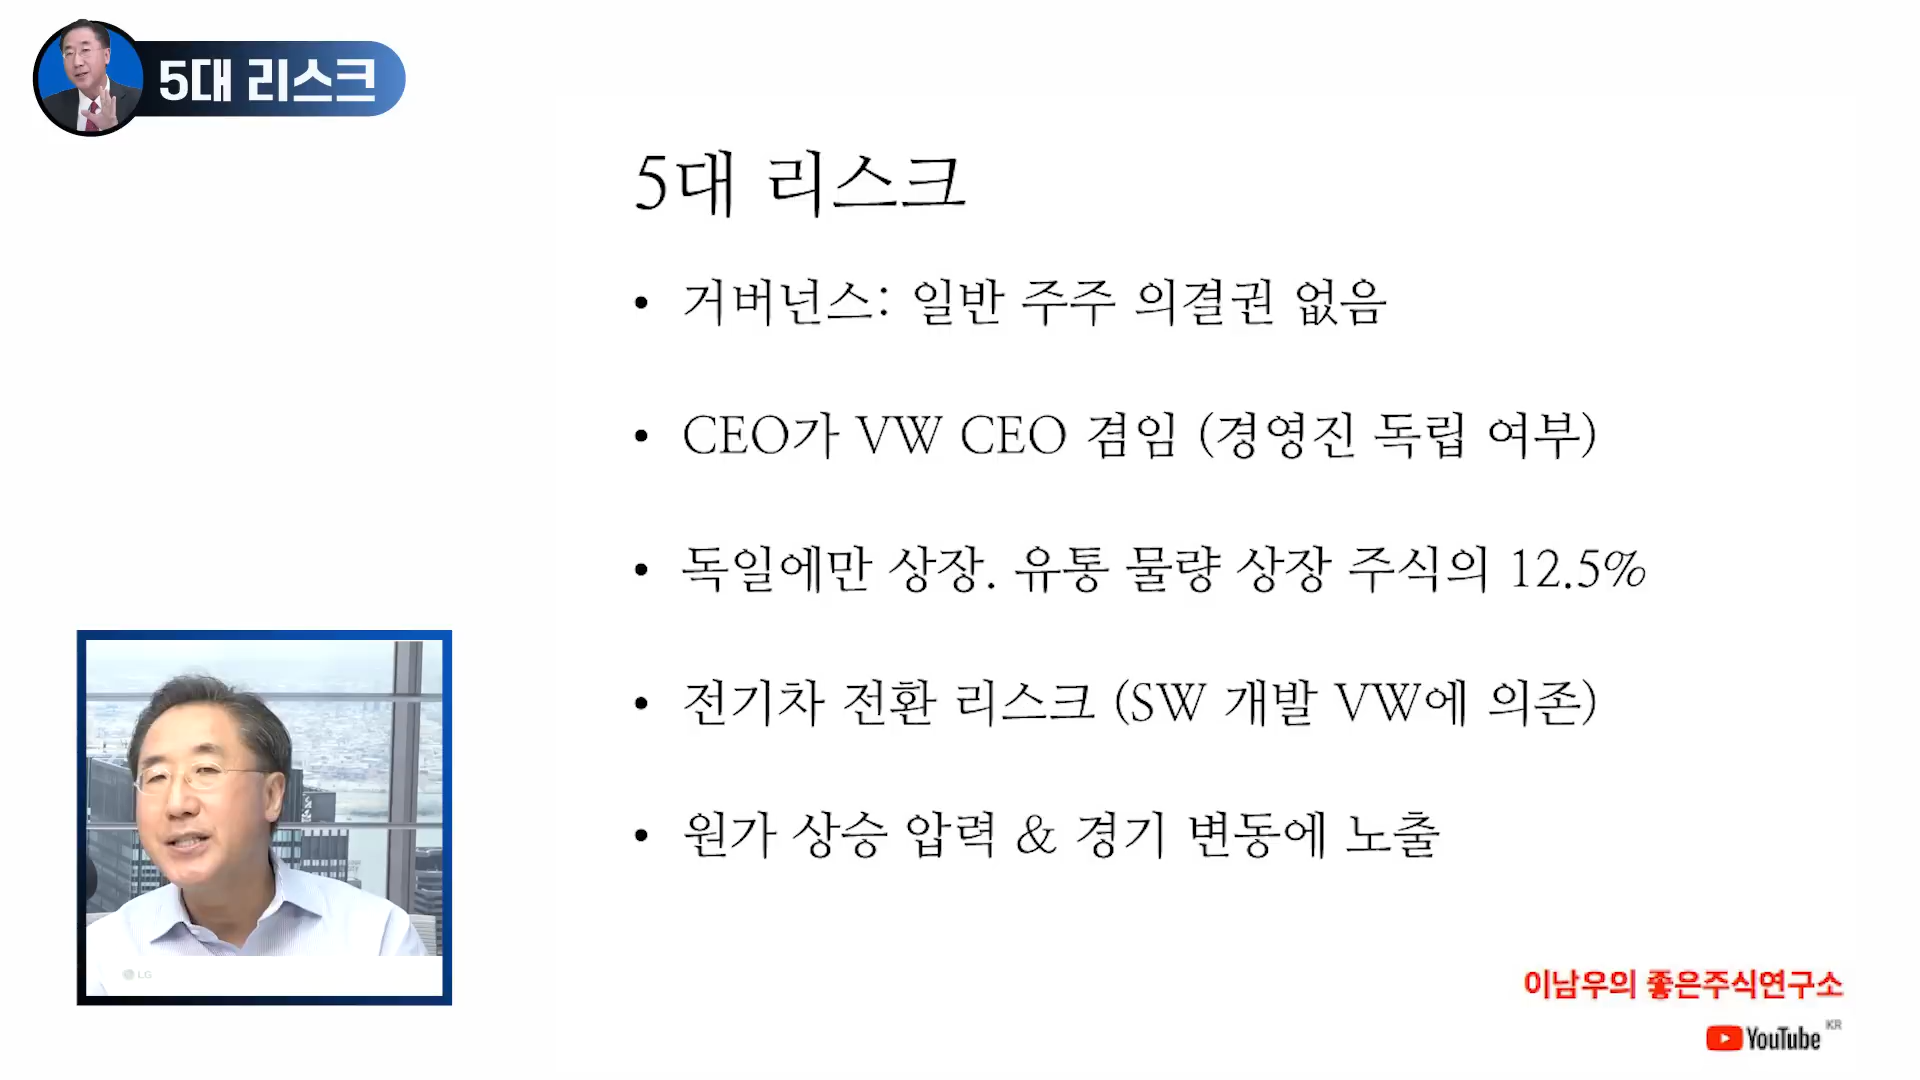 5대 리스크
5대 리스크
• 거버넌스: 일반 주주 의결권 없음
• CEO가 VW CEO 겸임 (경영진 독립 여부)
• 독일에만 상장. 유통 물량 상장 주식의 12.5%
• 전기차 전환 리스크 (SW 개발 VW에 의존)
• 원가 상승 압력 & 경기 변동에 노출
LG
이남우의 좋은주식연구소
YouTube KR